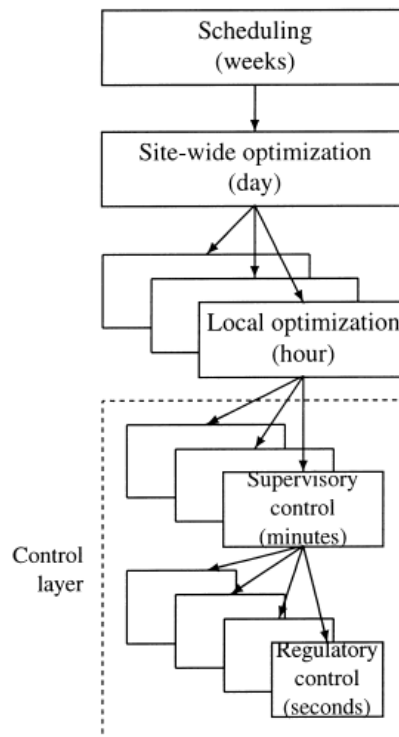 Scheduling
(weeks)
Site-wide optimization
(day)
Local optimization
(hour)
Supervisory
control
(minutes)
Control
layer
Regulatory
control
(seconds)